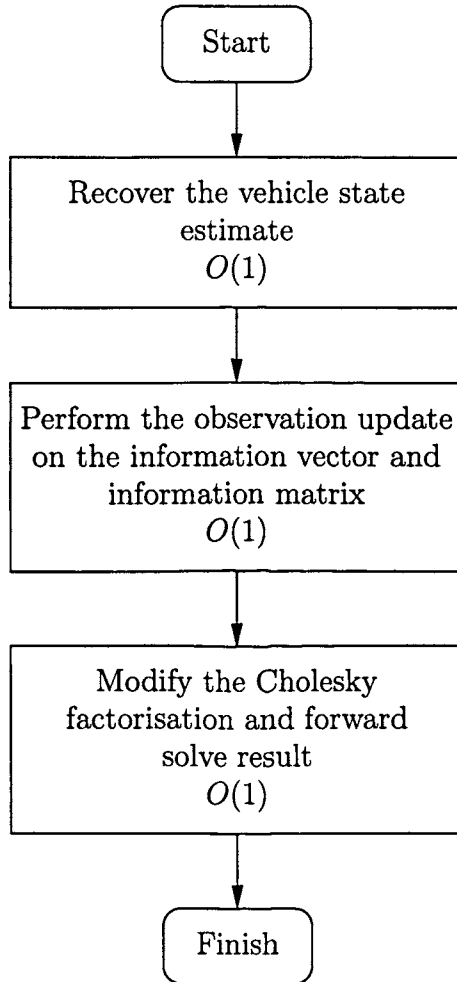 Start
Recover the vehicle state
estimate
O(1)
Perform the observation update
on the information vector and
information matrix
O(1)
Modify the Cholesky
factorisation and forward
solve result
O(1)
Finish